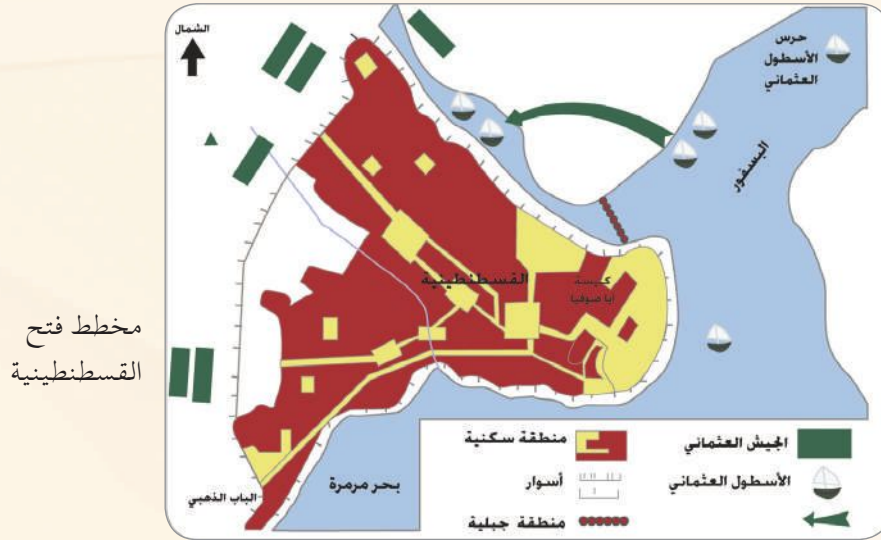 الشمال
حرس
الأسطول
العثماني
البسفور
القسطنطينية
كنيسة
آيا صوفيا
مخطط فتح
القسطنطينية
بحر مرمرة
الباب الذهبي
الجيش العثماني
منطقة سكنية
الأسطول العثماني
أسوار
منطقة جبلية